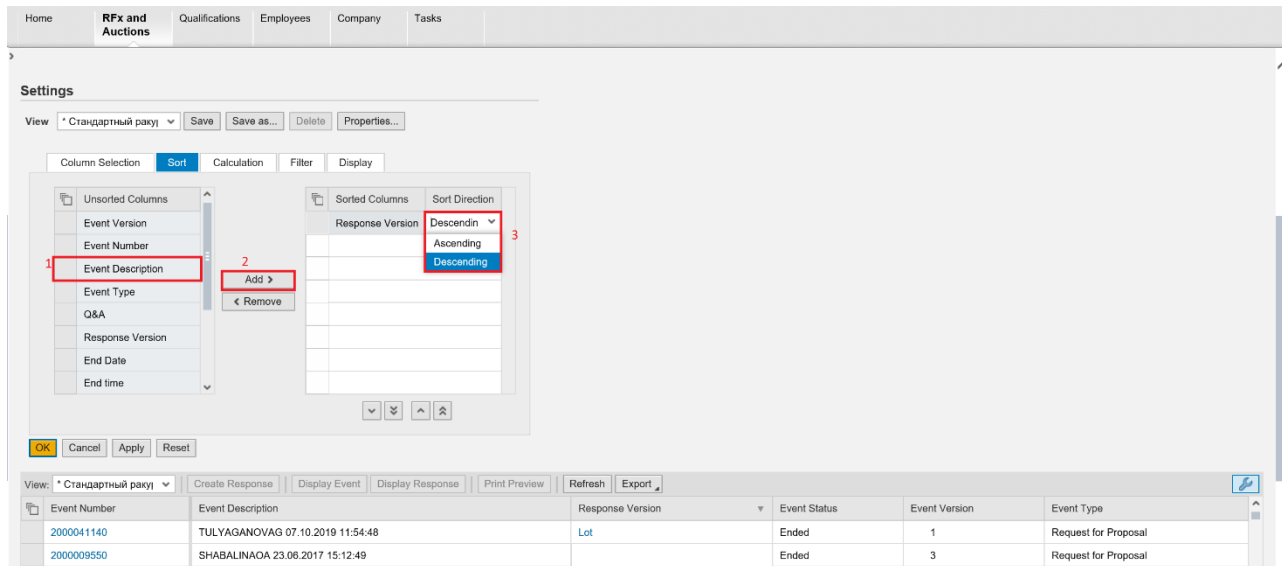 Home RFx and Auctions Qualifications Employees Company Tasks
Settings
View * Стандартный ракур Save Save as... Delete Properties...
Column Selection Sort Calculation Filter Display
Unsorted Columns Sorted Columns Sort Direction
Event Version Response Version Descendin 3
Event Number Ascending
1 Event Description 2 Descending
Add >
Event Type
< Remove
Q&A
Response Version
End Date
End time
OK Cancel Apply Reset
View: * Стандартный ракур Create Response Display Event Display Response Print Preview Refresh Export
Event Number Event Description Response Version Event Status Event Version Event Type
2000041140 TULYAGANOVAG 07.10.2019 11:54:48 Lot Ended 1 Request for Proposal
2000009550 SHABALINAOA 23.06.2017 15:12:49 Ended 3 Request for Proposal